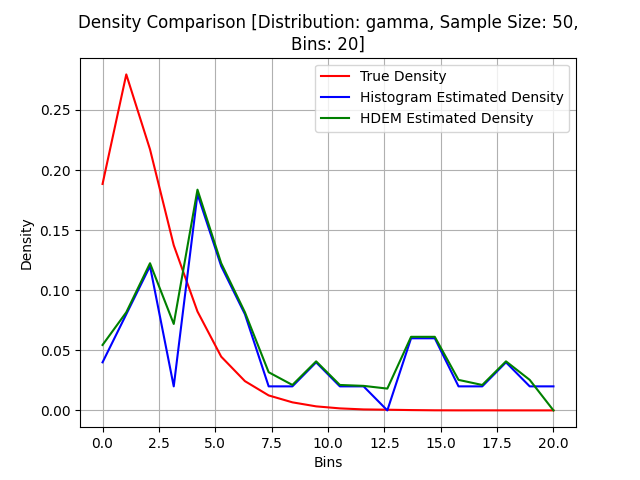 Density Comparison [Distribution: gamma, Sample Size: 50,
Bins: 20]
True Density
Histogram Estimated Density
HDEM Estimated Density
Density
0.25
0.20
0.15
0.10
0.05
0.00
0.0 2.5 5.0 7.5 10.0 12.5 15.0 17.5 20.0
Bins